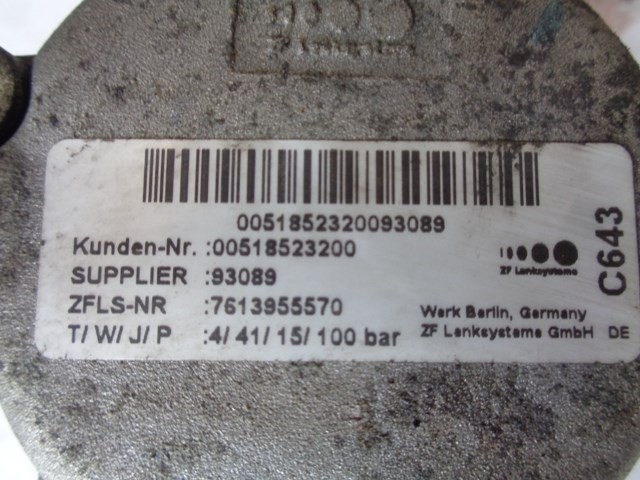 0051852320093089
Kunden-Nr. :00518523200
SUPPLIER :93089
ZFLS-NR :7613955570
T/ W/ J/ P :4/ 41/ 15/ 100 bar
ZF Lenksysteme
Werk Berlin, Germany
ZF Lenksysteme GmbH DE
C643